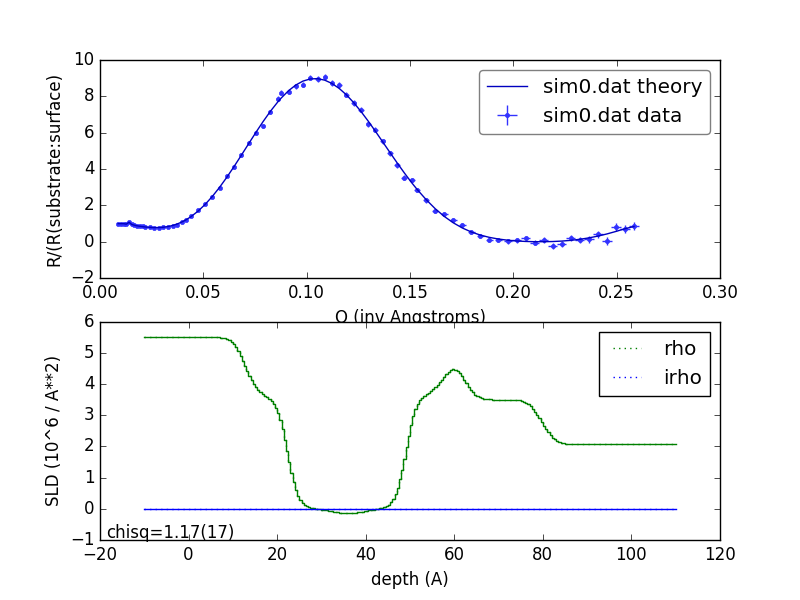 10
8
6
4
2
0
−2
R/(R(substrate:surface)
sim0.dat theory
sim0.dat data
0.00 0.05 0.10 0.15 0.20 0.25 0.30
Q (inv Angstroms)
6
5
4
3
2
1
0
−1
SLD (10^6 / A**2)
rho
irho
chisq=1.17(17)
−20 0 20 40 60 80 100 120
depth (A)